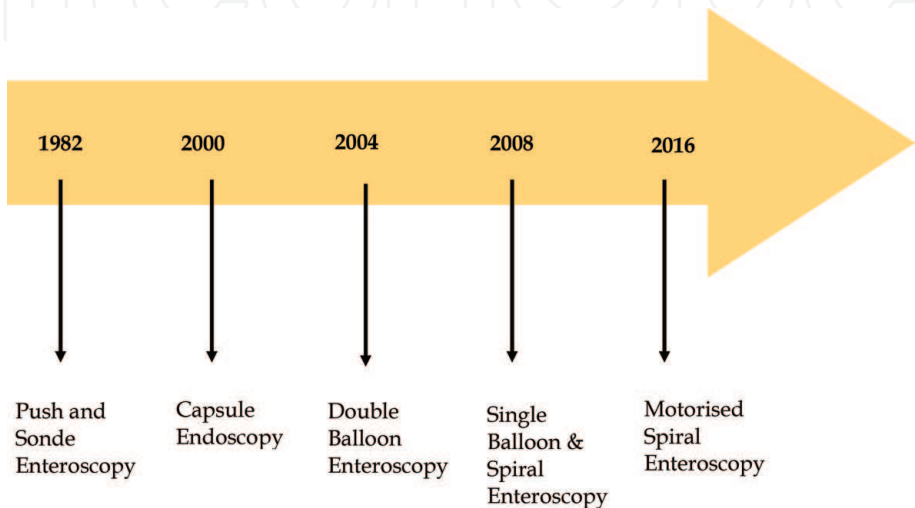 1982
2000
2004
2008
2016
Push and
Sonde
Enteroscopy
Capsule
Endoscopy
Double
Balloon
Enteroscopy
Single
Balloon &
Spiral
Enteroscopy
Motorised
Spiral
Enteroscopy